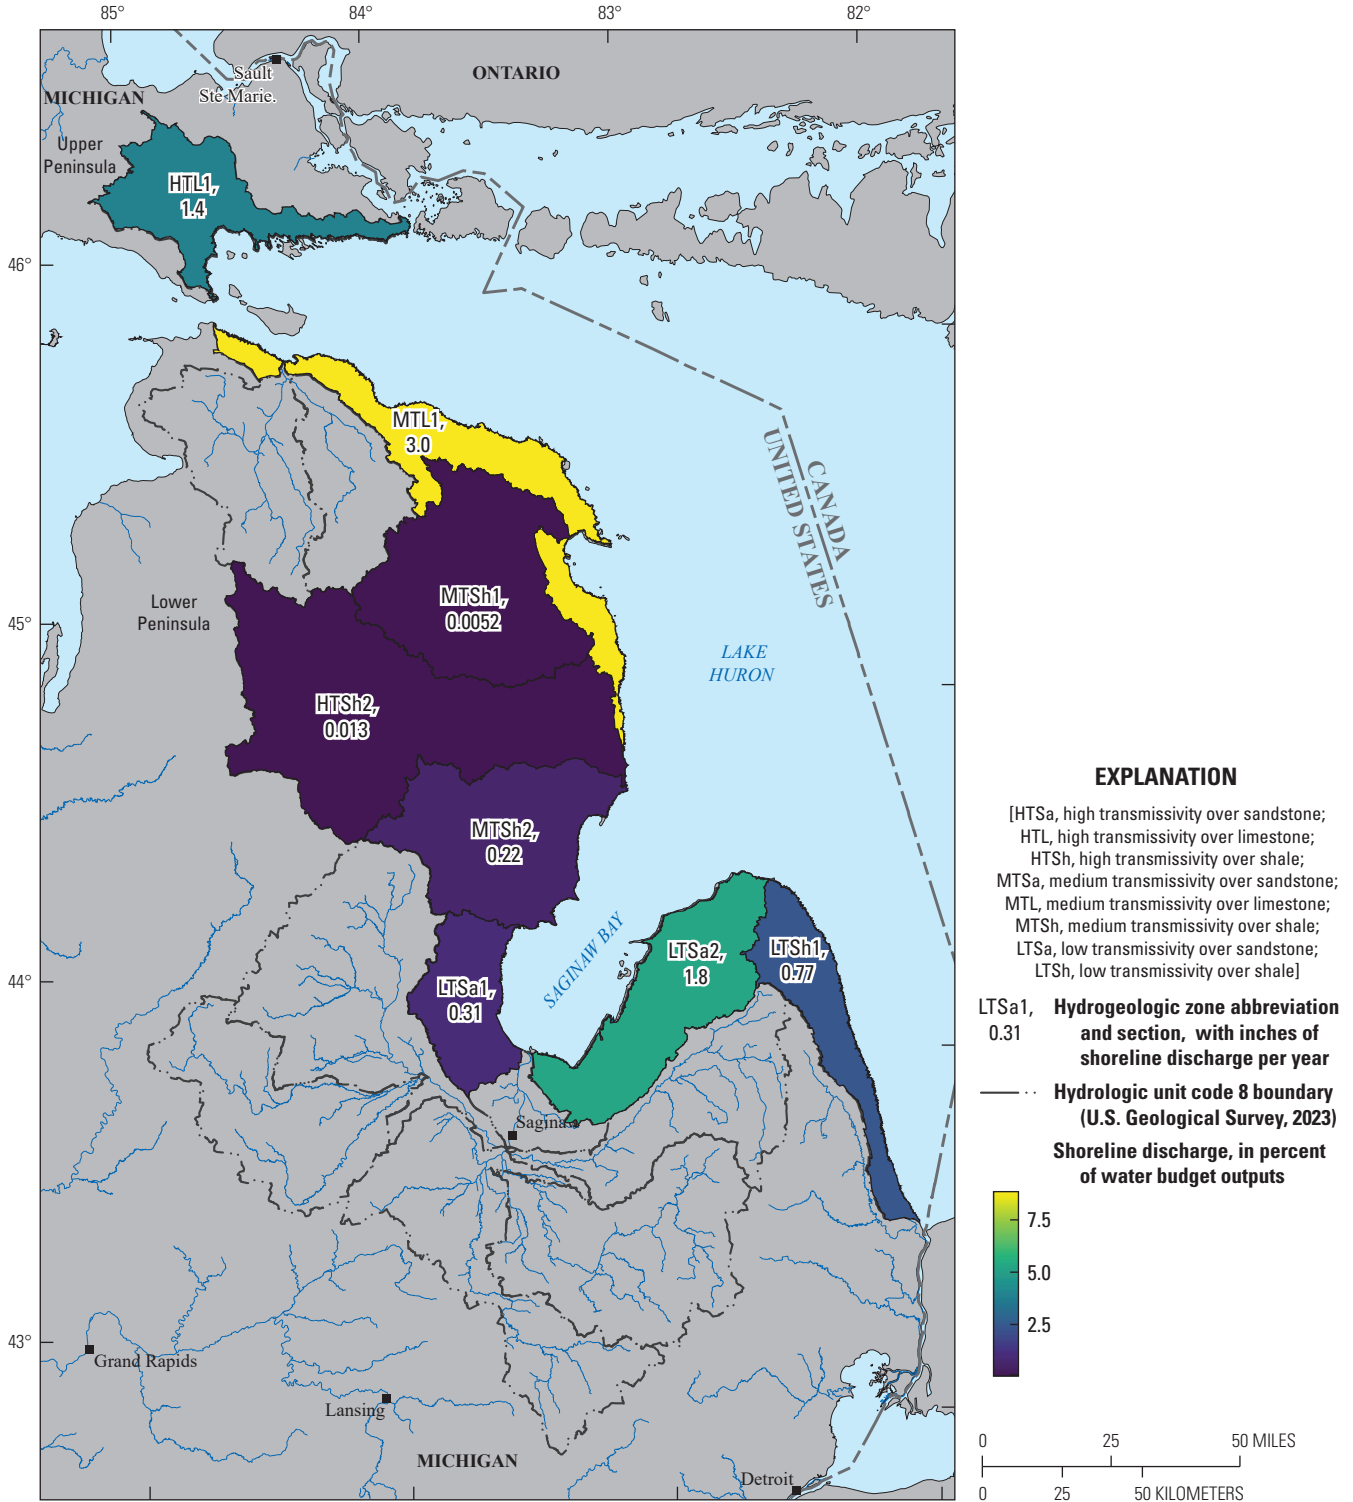 85°
84°
83°
82°
Sault
Ste Marie.
ONTARIO
MICHIGAN
Upper
Peninsula
HTL1,
1.4
46°
MTL1,
3.0
CANADA
UNITED STATES
MTSh1,
0.0052
Lower
Peninsula
45°
LAKE
HURON
HTSh2,
0.013
MTSh2,
0.22
SAGINAW BAY
LTSa2,
1.8
LTSh1,
0.77
44°
LTSa1,
0.31
Saginaw
43°
Grand Rapids
Lansing
MICHIGAN
Detroit
EXPLANATION
[HTSa, high transmissivity over sandstone;
HTL, high transmissivity over limestone;
HTSh, high transmissivity over shale;
MTSa, medium transmissivity over sandstone;
MTL, medium transmissivity over limestone;
MTSh, medium transmissivity over shale;
LTSa, low transmissivity over sandstone;
LTSh, low transmissivity over shale]
LTSa1, Hydrogeologic zone abbreviation
0.31 and section, with inches of
shoreline discharge per year
Hydrologic unit code 8 boundary
(U.S. Geological Survey, 2023)
Shoreline discharge, in percent
of water budget outputs
7.5
5.0
2.5
0 25 50 MILES
0 25 50 KILOMETERS